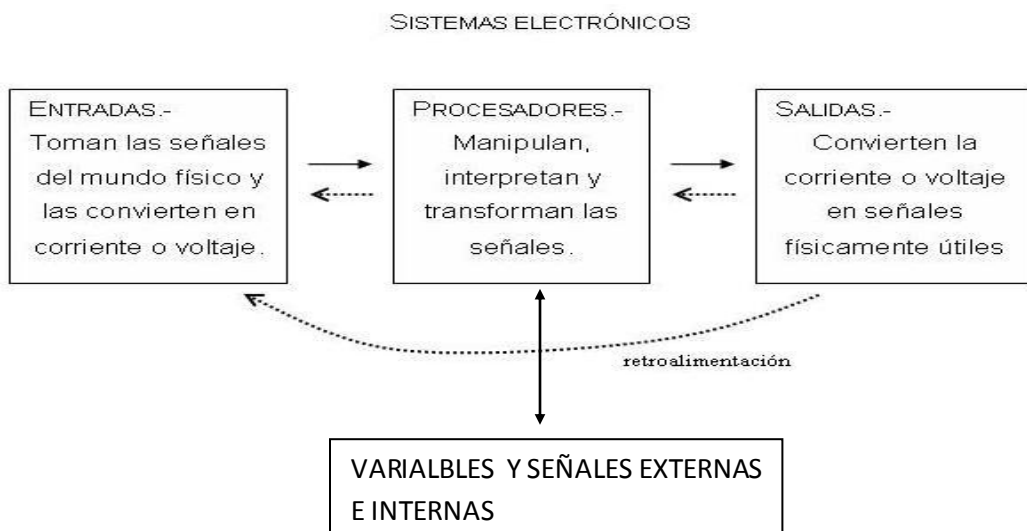 SISTEMAS ELECTRÓNICOS
ENTRADAS.-
Toman las señales
del mundo físico y
las convierten en
corriente o voltaje.
PROCESADORES.-
Manipulan,
interpretan y
transforman las
señales.
SALIDAS.-
Convierten la
corriente o voltaje
en señales
físicamente útiles
retroalimentación
VARIALBLES Y SEÑALES EXTERNAS
E INTERNAS